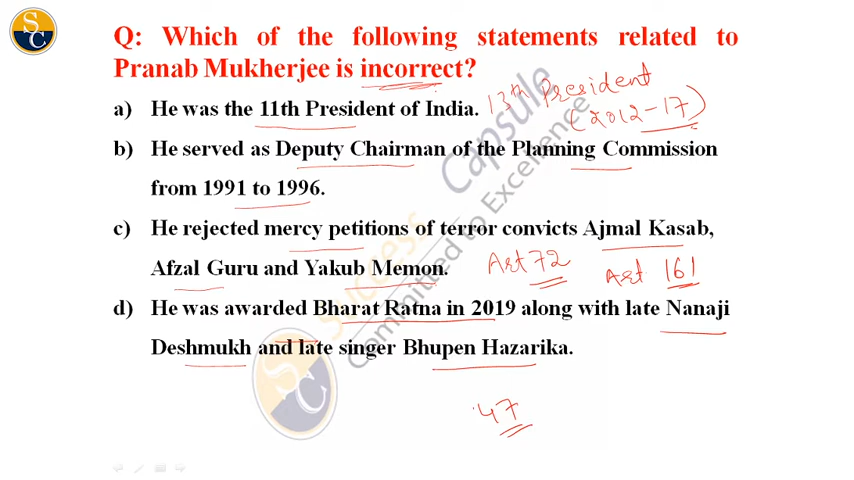 SC
Q: Which of the following statements related to
Pranab Mukherjee is incorrect?
a) He was the 11th President of India. 13th President
(2012-17)
b) He served as Deputy Chairman of the Planning Commission
from 1991 to 1996.
c) He rejected mercy petitions of terror convicts Ajmal Kasab,
Afzal Guru and Yakub Memon. Art 72 Art 161
d) He was awarded Bharat Ratna in 2019 along with late Nanaji
Deshmukh and late singer Bhupen Hazarika.
47
SC
Success Capsule
Committed to Excellence